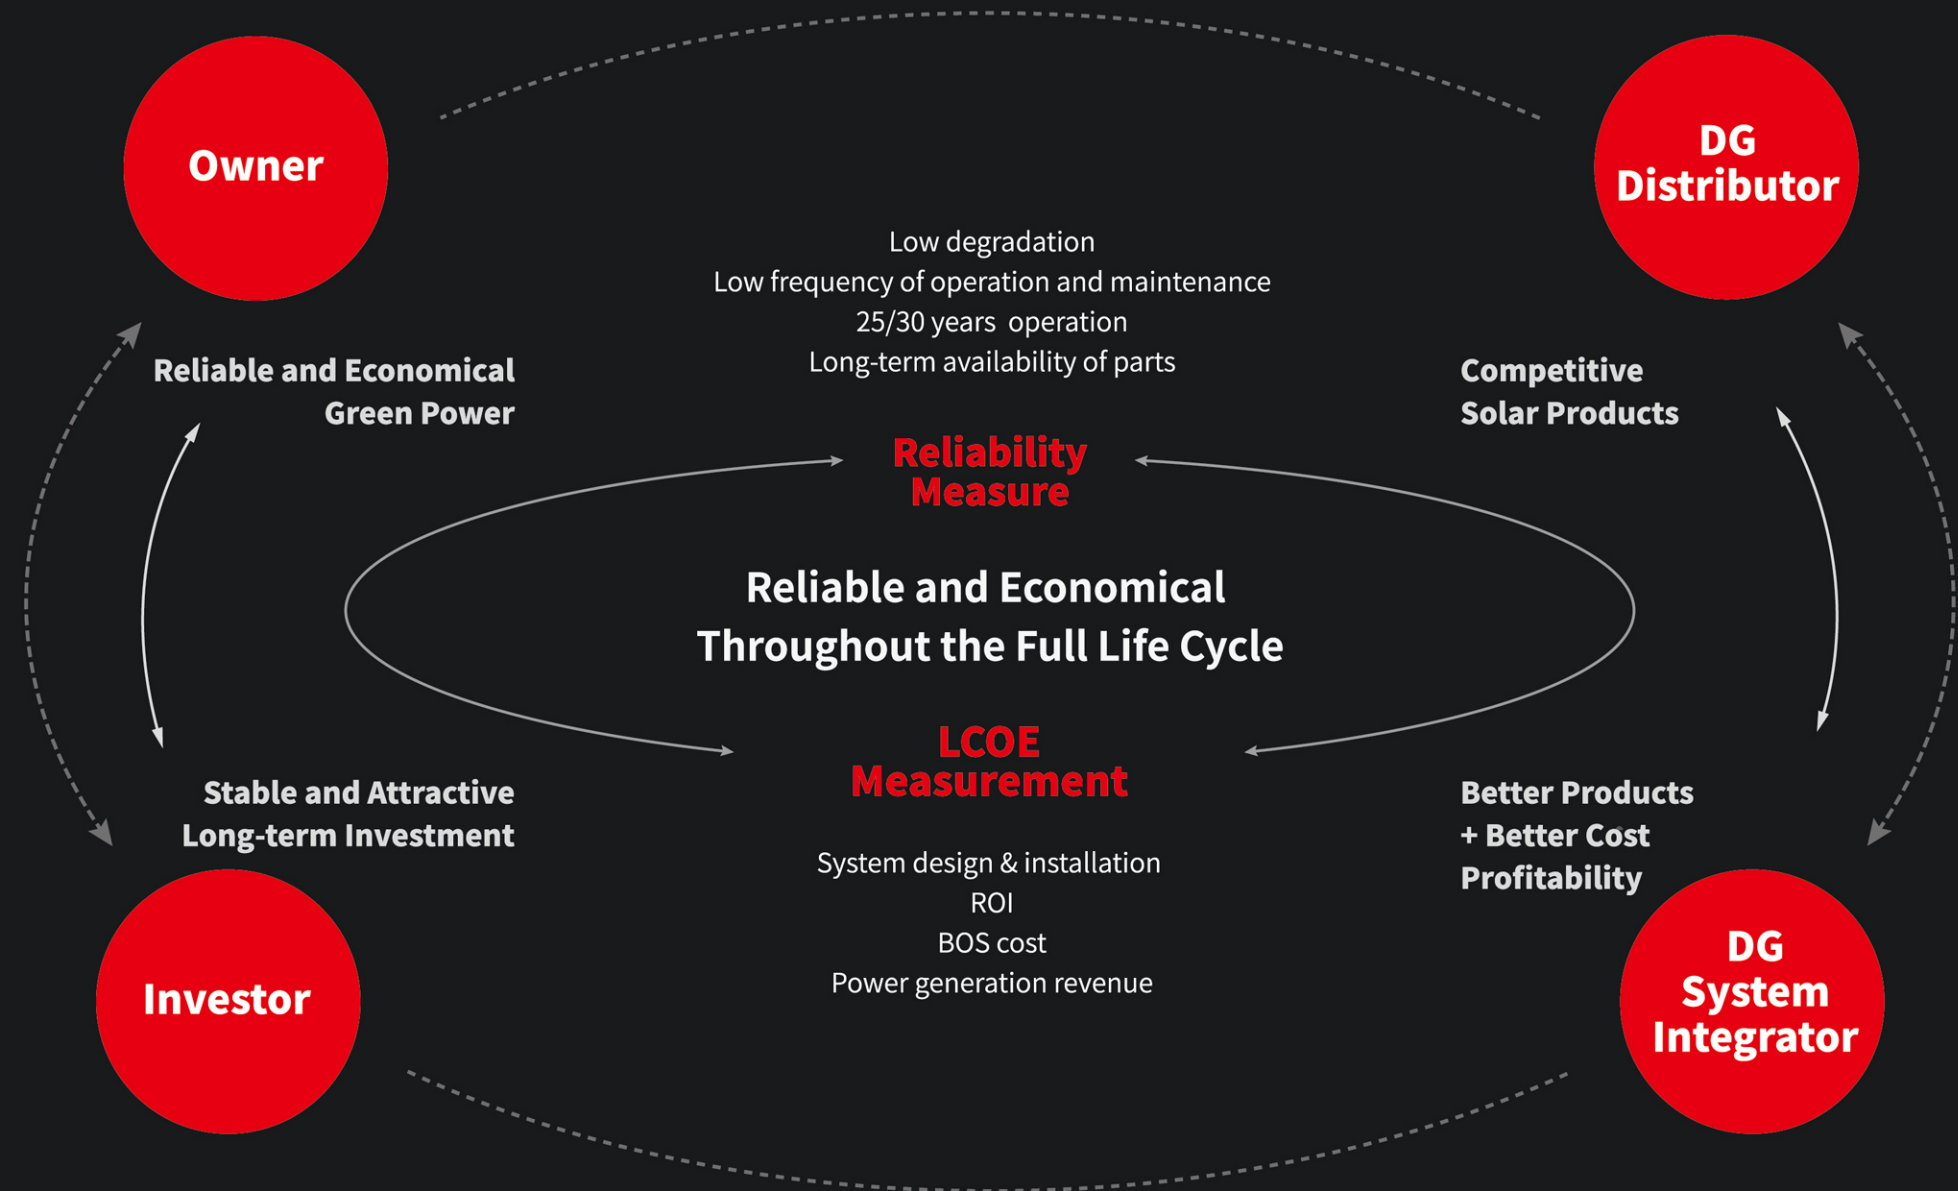 Owner
DG
Distributor
Low degradation
Low frequency of operation and maintenance
25/30 years operation
Long-term availability of parts
Reliable and Economical
Green Power
Competitive
Solar Products
Reliability
Measure
Reliable and Economical
Throughout the Full Life Cycle
LCOE
Measurement
Stable and Attractive
Long-term Investment
Better Products
+ Better Cost
Profitability
System design & installation
ROI
BOS cost
Power generation revenue
Investor
DG
System
Integrator